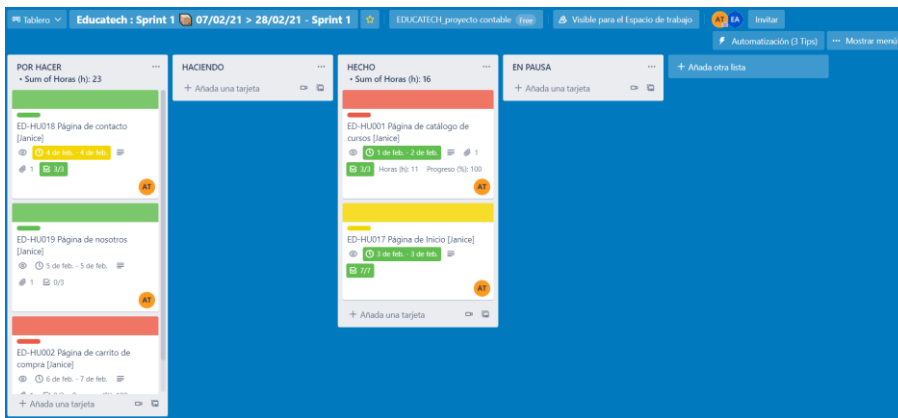 Tablero
Educatech : Sprint 1 07/02/21 > 28/02/21 - Sprint 1
EDUCATECH_proyecto contable Free
Visible para el Espacio de trabajo
AT EA
Invitar
Automatización (3 Tips)
Mostrar menú
POR HACER
• Sum of Horas (h): 23
ED-HU018 Página de contacto
[Janice]
4 de feb. - 4 de feb.
1 3/3
AT
ED-HU019 Página de nosotros
[Janice]
5 de feb. - 5 de feb.
1 0/3
AT
ED-HU002 Página de carrito de
compra [Janice]
6 de feb. - 7 de feb.
+ Añada una tarjeta
HACIENDO
+ Añada una tarjeta
HECHO
• Sum of Horas (h): 16
ED-HU001 Página de catálogo de
cursos [Janice]
1 de feb. - 2 de feb. 1
3/3 Horas (h): 11 Progreso (%): 100
AT
ED-HU017 Página de Inicio [Janice]
3 de feb. - 3 de feb.
7/7
AT
+ Añada una tarjeta
EN PAUSA
+ Añada una tarjeta
+ Añada otra lista